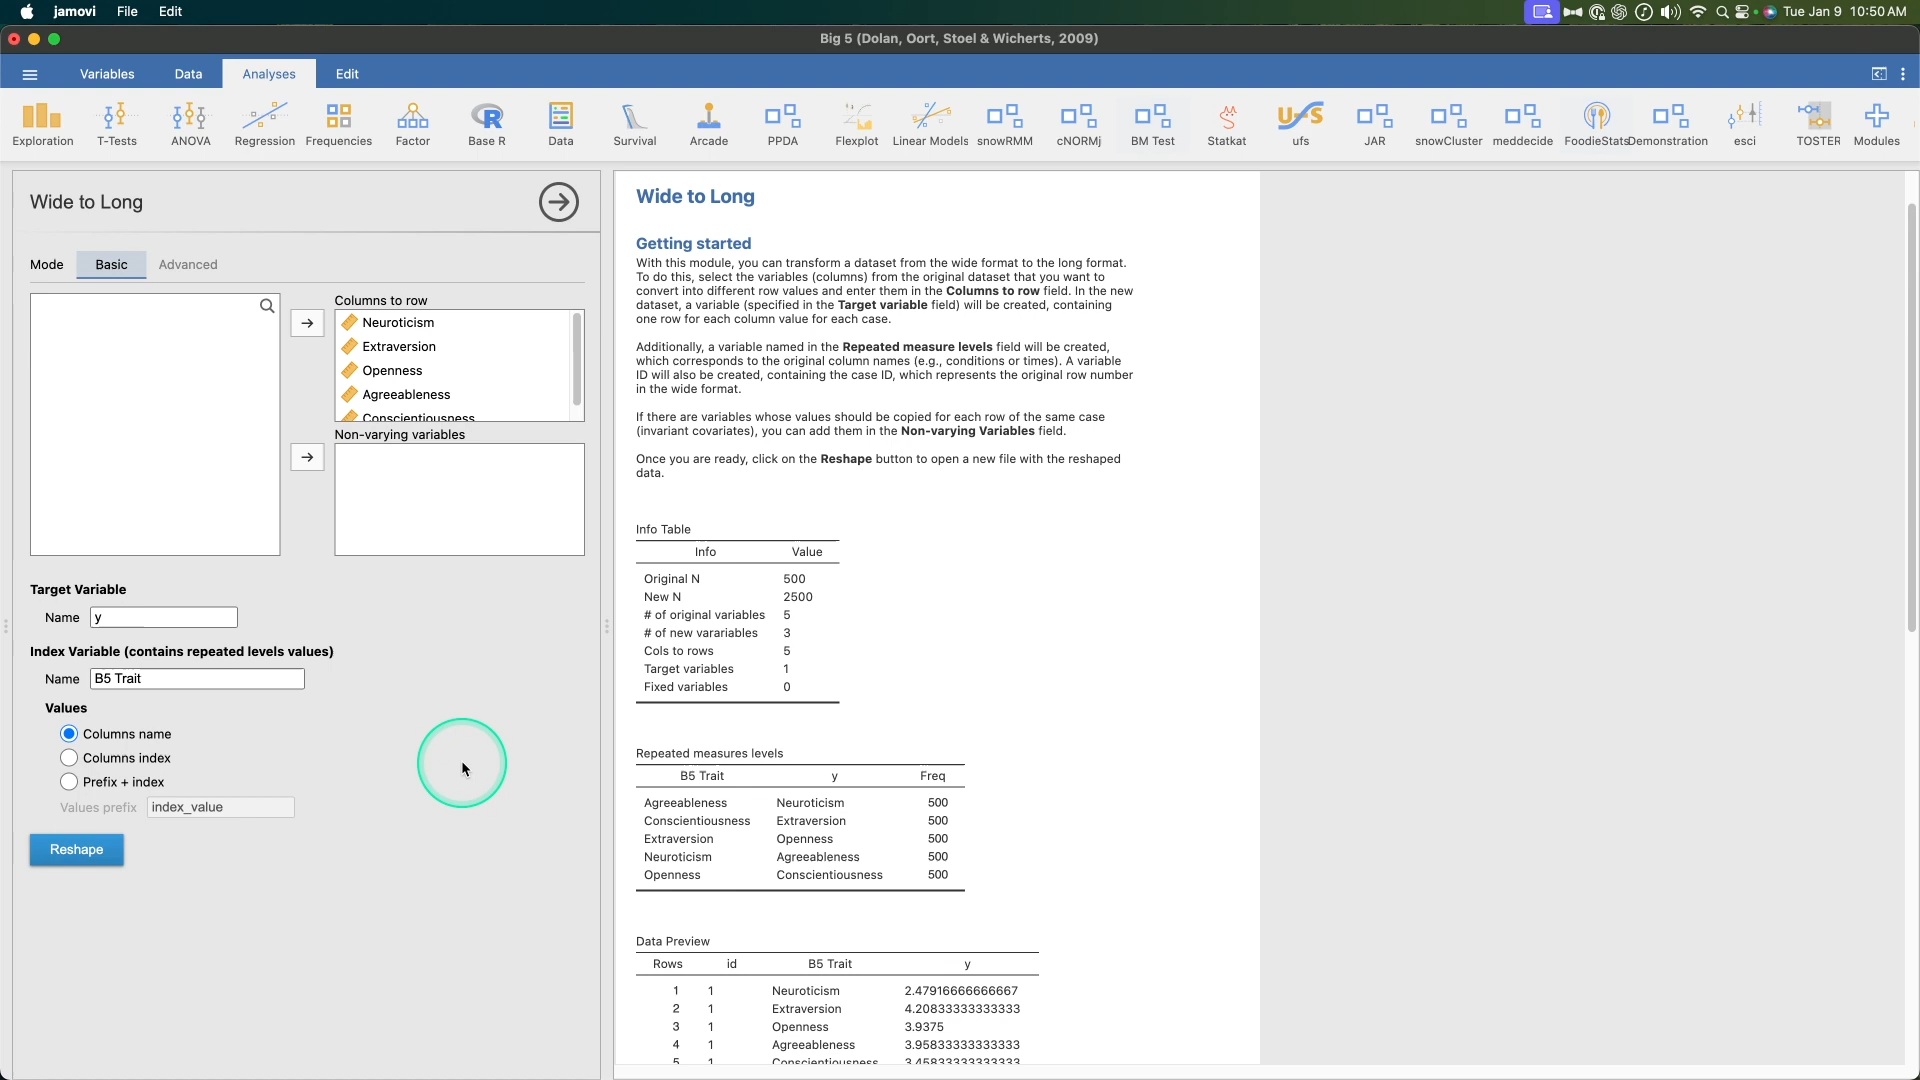 jamovi File Edit
Tue Jan 9 10:50 AM
Big 5 (Dolan, Oort, Stoel & Wicherts, 2009)
Variables Data Analyses Edit
Exploration T-Tests ANOVA Regression Frequencies Factor Base R Data Survival Arcade PPDA Flexplot Linear Models snowRMM cNORMj BM Test Statkat ufs JAR snowCluster meddecide FoodieStats Demonstration esci TOSTER Modules
Wide to Long
Mode Basic Advanced
Columns to row
Neuroticism
Extraversion
Openness
Agreeableness
Conscientiousness
Non-varying variables
Target Variable
Name y
Index Variable (contains repeated levels values)
Name B5 Trait
Values
Columns name
Columns index
Prefix + index
Values prefix index_value
Reshape
Wide to Long
Getting started
With this module, you can transform a dataset from the wide format to the long format.
To do this, select the variables (columns) from the original dataset that you want to
convert into different row values and enter them in the Columns to row field. In the new
dataset, a variable (specified in the Target variable field) will be created, containing
one row for each column value for each case.
Additionally, a variable named in the Repeated measure levels field will be created,
which corresponds to the original column names (e.g., conditions or times). A variable
ID will also be created, containing the case ID, which represents the original row number
in the wide format.
If there are variables whose values should be copied for each row of the same case
(invariant covariates), you can add them in the Non-varying Variables field.
Once you are ready, click on the Reshape button to open a new file with the reshaped
data.
Info Table
Info Value
Original N 500
New N 2500
# of original variables 5
# of new varariables 3
Cols to rows 5
Target variables 1
Fixed variables 0
Repeated measures levels
B5 Trait y Freq
Agreeableness Neuroticism 500
Conscientiousness Extraversion 500
Extraversion Openness 500
Neuroticism Agreeableness 500
Openness Conscientiousness 500
Data Preview
Rows id B5 Trait y
1 1 Neuroticism 2.47916666666667
2 1 Extraversion 4.20833333333333
3 1 Openness 3.9375
4 1 Agreeableness 3.95833333333333
5 1 Conscientiousness 3.45833333333333